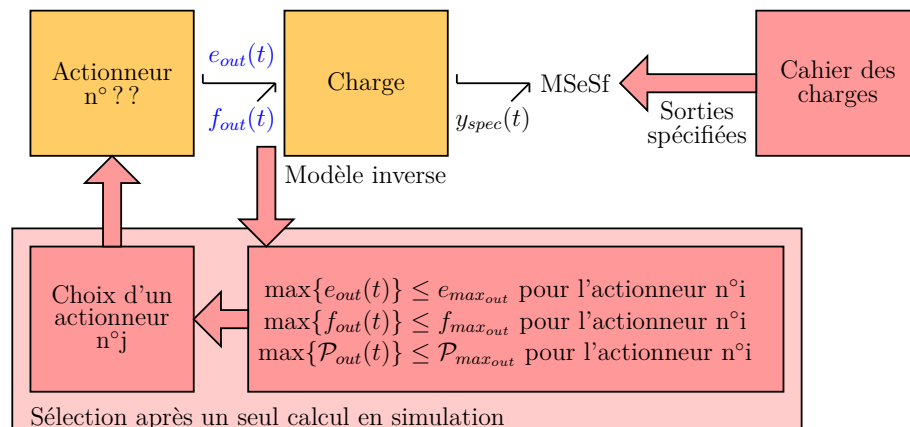 Actionneur
n° ? ?
e_out(t)
f_out(t)
Charge
y_spec(t)
MSeSf
Sorties
spécifiées
Cahier des
charges
Modèle inverse
Choix d'un
actionneur
n°j
max{e_out(t)} ≤ e_max_out pour l'actionneur n°i
max{f_out(t)} ≤ f_max_out pour l'actionneur n°i
max{𝒫_out(t)} ≤ 𝒫_max_out pour l'actionneur n°i
Sélection après un seul calcul en simulation